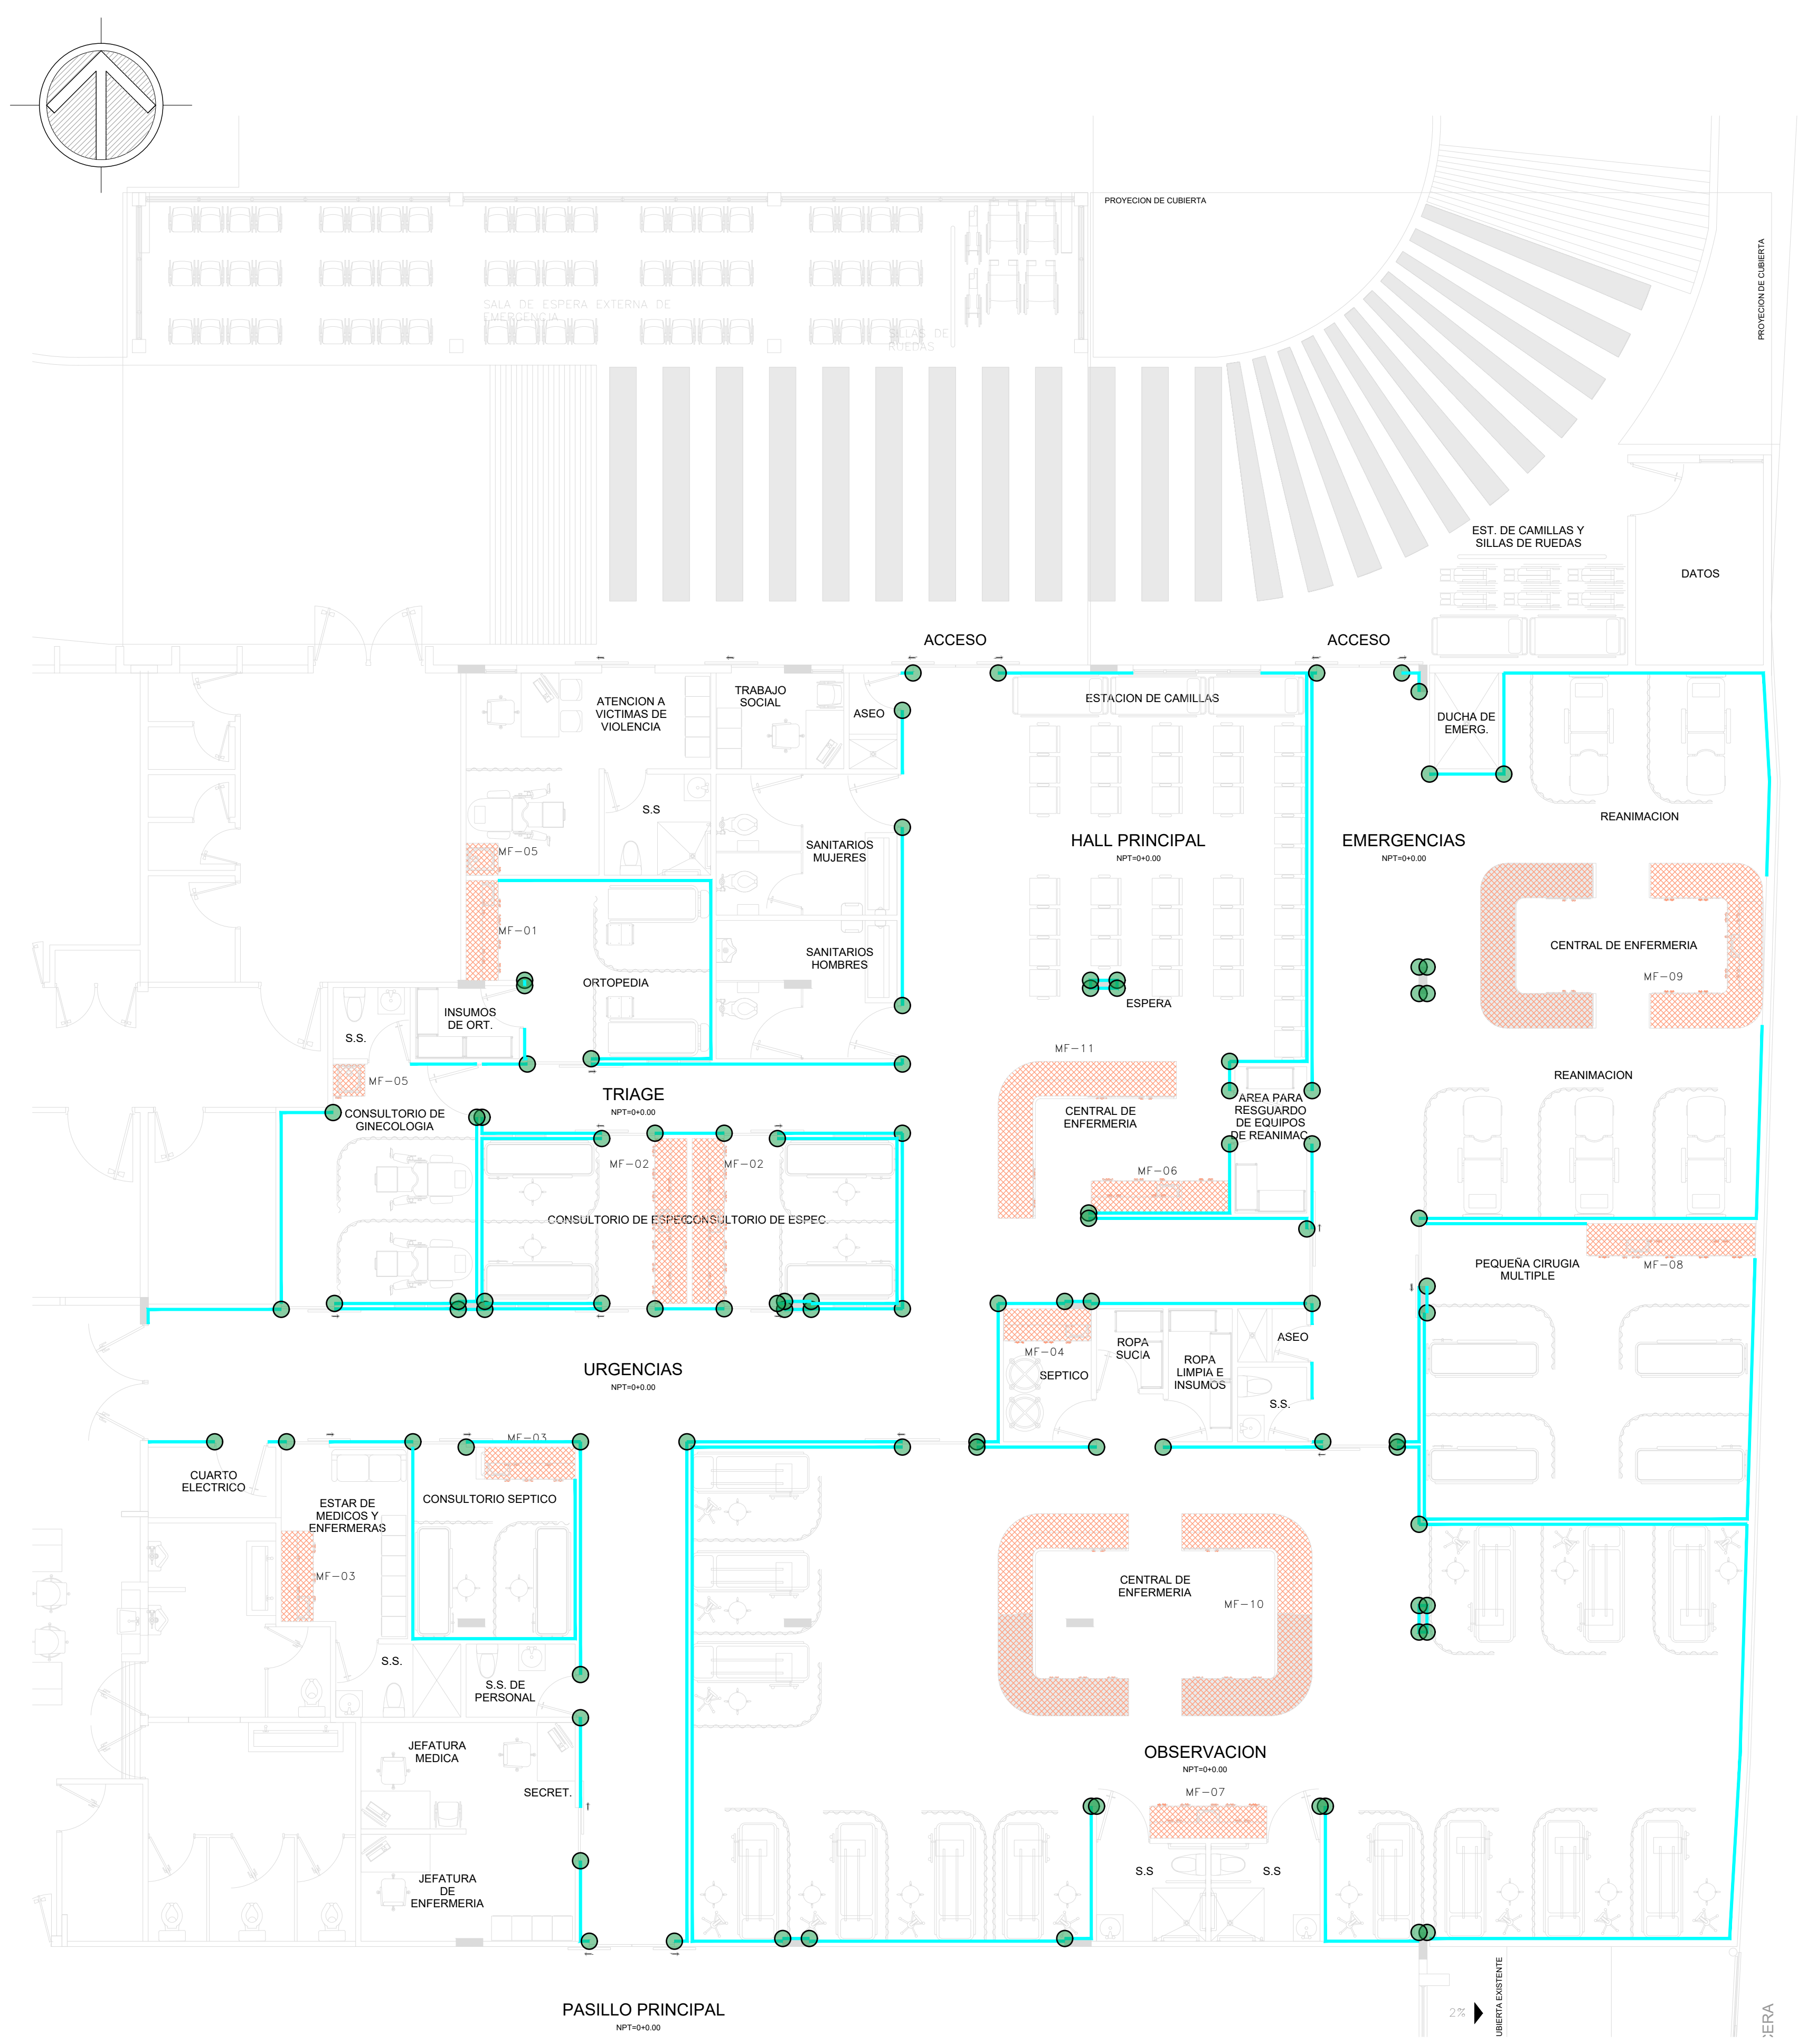 PROYECION DE CUBIERTA
PROYECION DE CUBIERTA
SALA DE ESPERA EXTERNA DE
EMERGENCIA
SILLAS DE
RUEDAS
EST. DE CAMILLAS Y
SILLAS DE RUEDAS
DATOS
ACCESO
ACCESO
ATENCION A
VICTIMAS DE
VIOLENCIA
TRABAJO
SOCIAL
ASEO
ESTACION DE CAMILLAS
DUCHA DE
EMERG.
S.S
REANIMACION
MF-05
SANITARIOS
MUJERES
HALL PRINCIPAL
NPT=0+0.00
EMERGENCIAS
NPT=0+0.00
MF-01
SANITARIOS
HOMBRES
CENTRAL DE ENFERMERIA
MF-09
ORTOPEDIA
ESPERA
INSUMOS
DE ORT.
S.S.
MF-11
MF-05
REANIMACION
TRIAGE
NPT=0+0.00
CONSULTORIO DE
GINECOLOGIA
CENTRAL DE
ENFERMERIA
AREA PARA
RESGUARDO
DE EQUIPOS
DE REANIMAC.
MF-02
MF-02
MF-06
CONSULTORIO DE ESPEC.
CONSULTORIO DE ESPEC.
PEQUEÑA CIRUGIA
MULTIPLE
MF-08
URGENCIAS
NPT=0+0.00
MF-04
SEPTICO
ROPA
SUCIA
ROPA
LIMPIA E
INSUMOS
ASEO
S.S.
MF-03
CUARTO
ELECTRICO
ESTAR DE
MEDICOS Y
ENFERMERAS
CONSULTORIO SEPTICO
MF-03
CENTRAL DE
ENFERMERIA
MF-10
S.S.
S.S. DE
PERSONAL
JEFATURA
MEDICA
SECRET.
OBSERVACION
NPT=0+0.00
MF-07
S.S
S.S
JEFATURA
DE
ENFERMERIA
PASILLO PRINCIPAL
NPT=0+0.00
2%
UBIERTA EXISTENTE
CERA